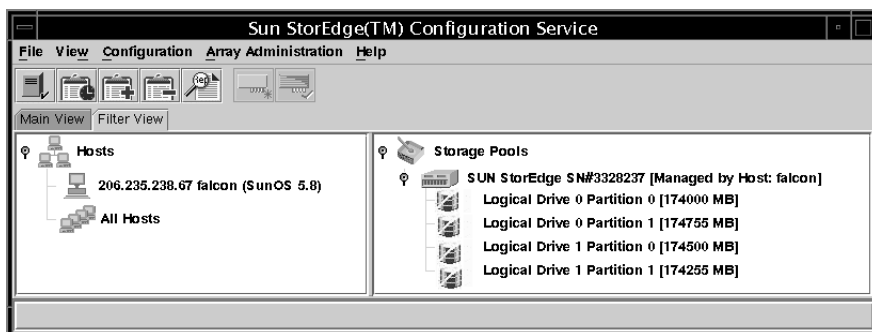 Sun StorEdge(TM) Configuration Service
File View Configuration Array Administration Help
Main View Filter View
Hosts
206.235.238.67 falcon (SunOS 5.8)
All Hosts
Storage Pools
SUN StorEdge SN#3328237 [Managed by Host: falcon]
Logical Drive 0 Partition 0 [174000 MB]
Logical Drive 0 Partition 1 [174755 MB]
Logical Drive 1 Partition 0 [174500 MB]
Logical Drive 1 Partition 1 [174255 MB]